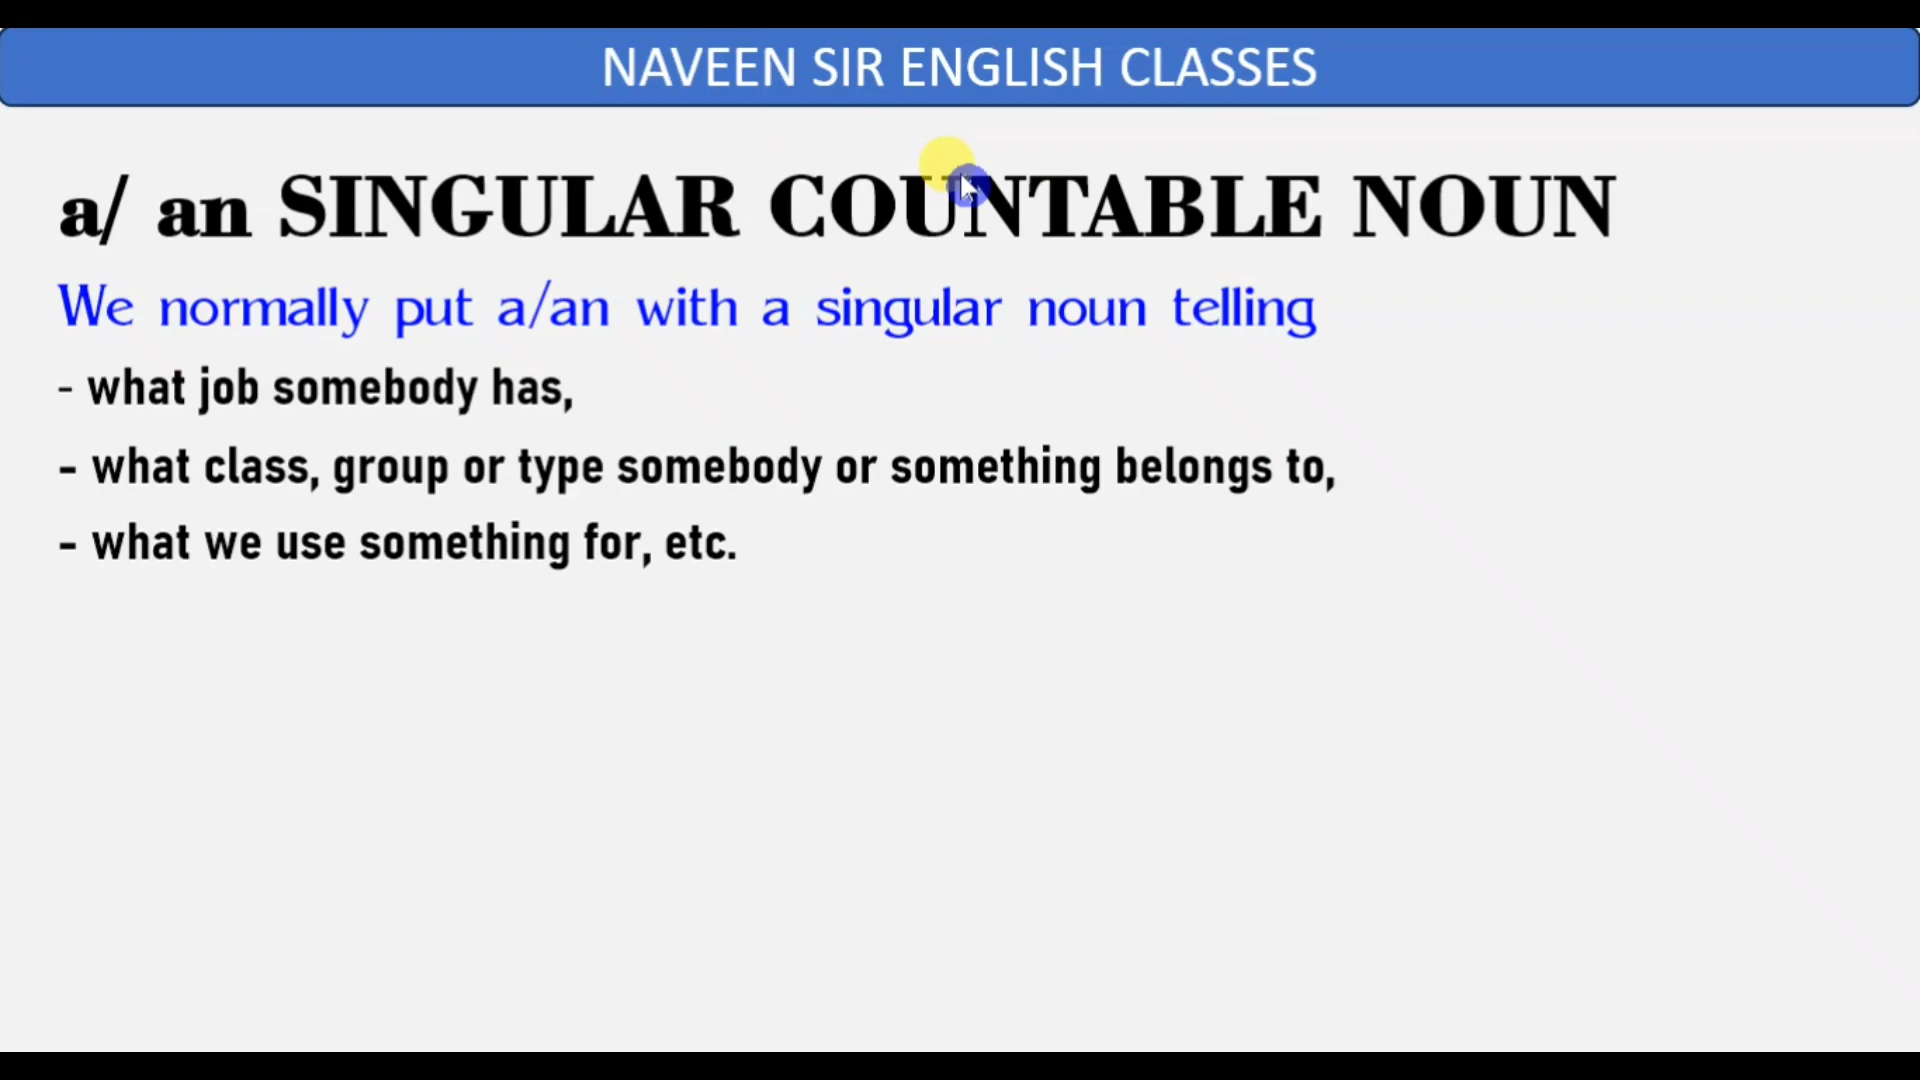 NAVEEN SIR ENGLISH CLASSES
a/ an SINGULAR COUNTABLE NOUN
We normally put a/an with a singular noun telling
- what job somebody has,
- what class, group or type somebody or something belongs to,
- what we use something for, etc.